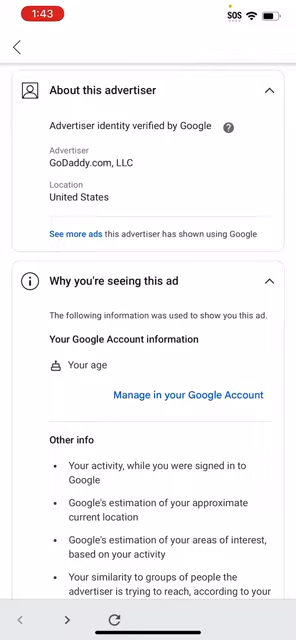 1:43
SOS
About this advertiser
Advertiser identity verified by Google ?
Advertiser
GoDaddy.com, LLC
Location
United States
See more ads this advertiser has shown using Google
Why you're seeing this ad
The following information was used to show you this ad.
Your Google Account information
Your age
Manage in your Google Account
Other info
• Your activity, while you were signed in to
Google
• Google's estimation of your approximate
current location
• Google's estimation of your areas of interest,
based on your activity
• Your similarity to groups of people the
advertiser is trying to reach, according to your